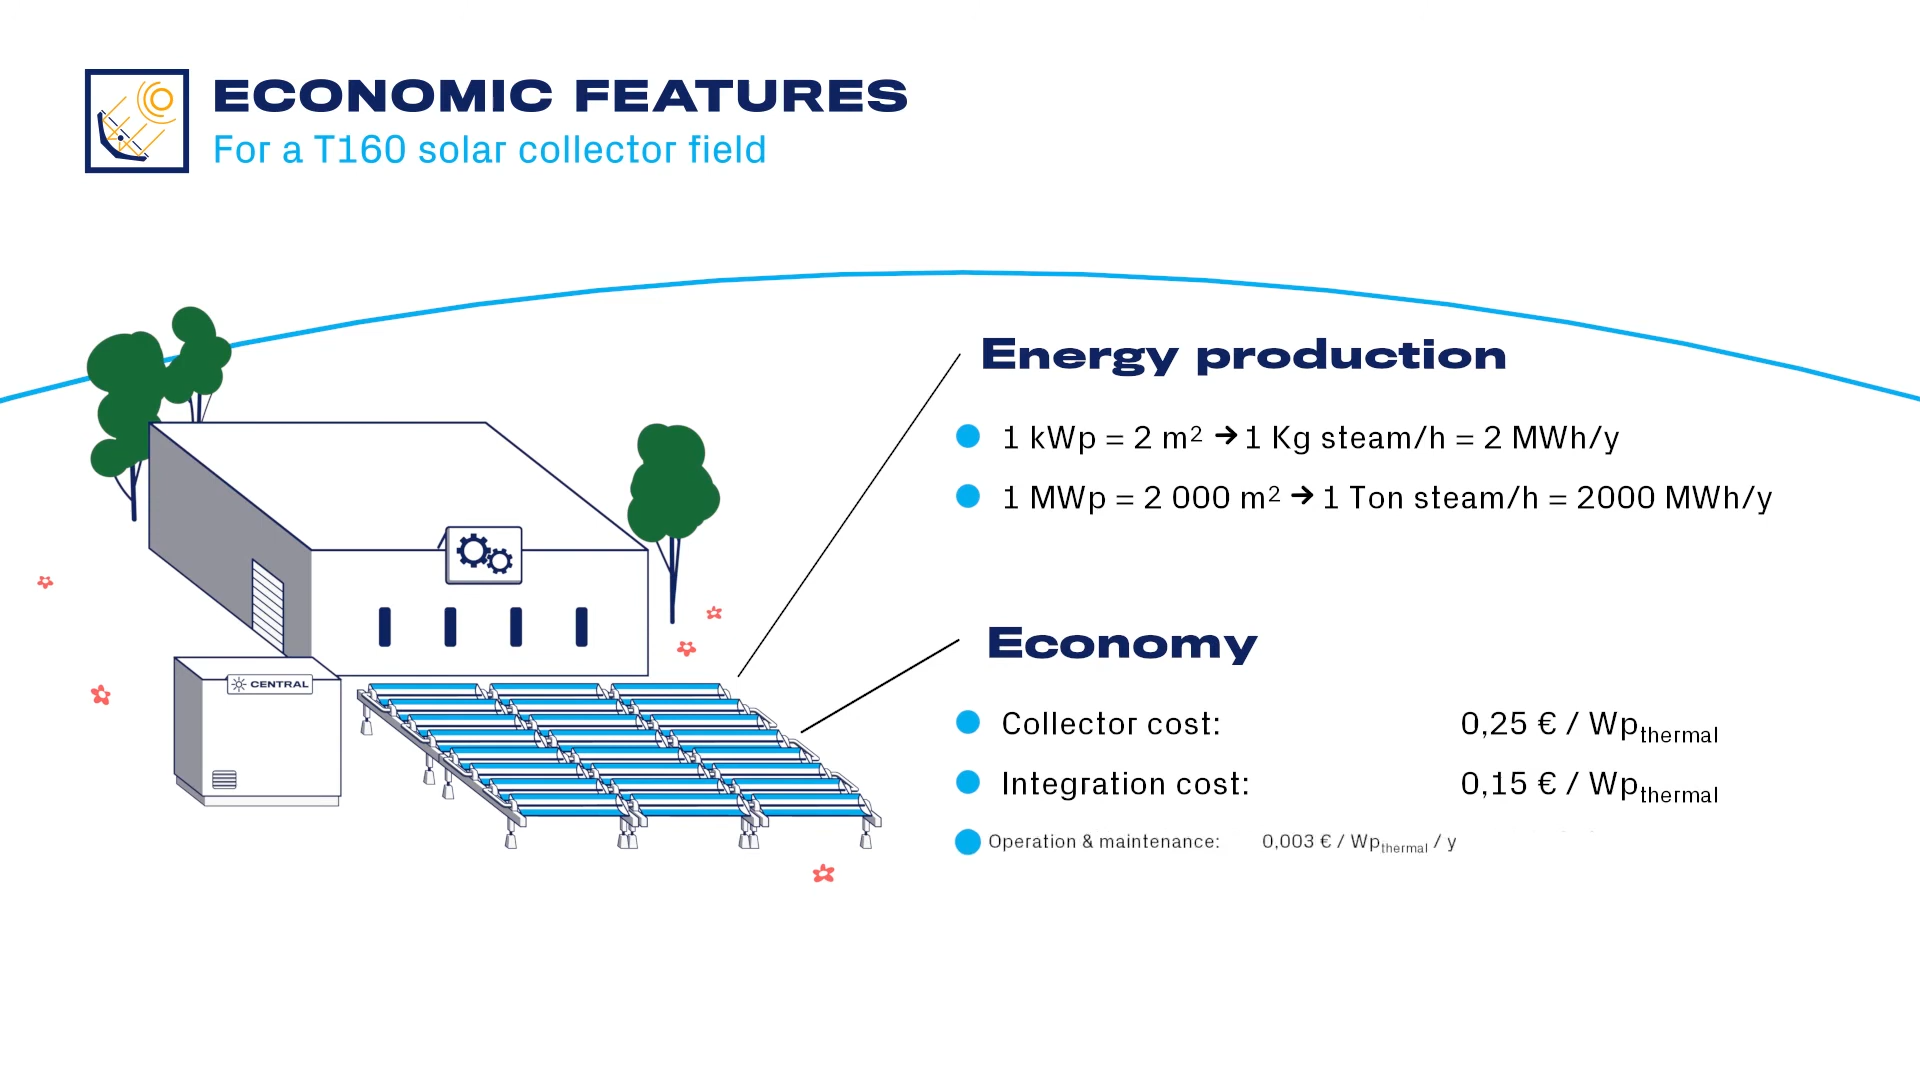 ECONOMIC FEATURES
For a T160 solar collector field
Energy production
1 kWp = 2 m² → 1 Kg steam/h = 2 MWh/y
1 MWp = 2 000 m² → 1 Ton steam/h = 2000 MWh/y
CENTRAL
Economy
Collector cost: 0,25 € / Wpthermal
Integration cost: 0,15 € / Wpthermal
Operation & maintenance: 0,003 € / Wpthermal / y